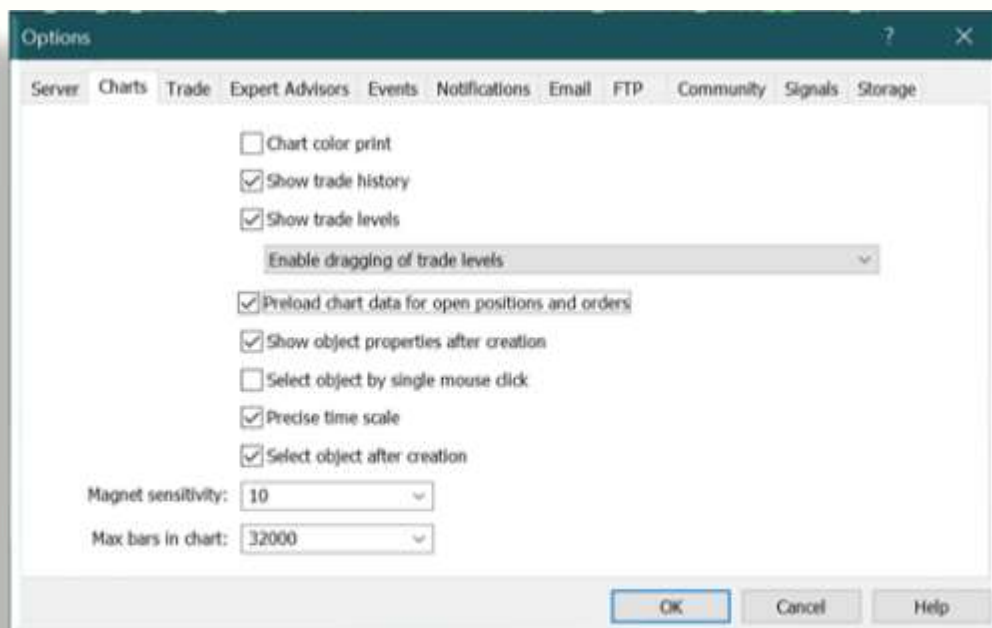 Options ?
Server Charts Trade Expert Advisors Events Notifications Email FTP Community Signals Storage
Chart color print
Show trade history
Show trade levels
Enable dragging of trade levels
Preload chart data for open positions and orders
Show object properties after creation
Select object by single mouse click
Precise time scale
Select object after creation
Magnet sensitivity: 10
Max bars in chart: 32000
OK Cancel Help